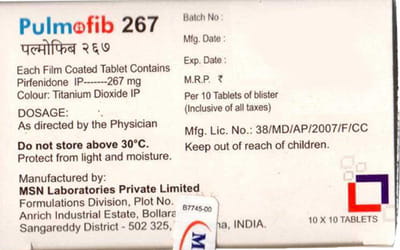 Pulmofib 267
पल्मोफिब २६७
Each Film Coated Tablet Contains
Pirfenidone IP-------267 mg
Colour: Titanium Dioxide IP
DOSAGE:
As directed by the Physician
Do not store above 30°C.
Protect from light and moisture.
Manufactured by:
MSN Laboratories Private Limited
Formulations Division, Plot No.
Anrich Industrial Estate, Bollara
Sangareddy District - 502 325, na, INDIA.
Batch No :
Mfg. Date :
Exp. Date :
M.R.P. ₹
Per 10 Tablets of blister
(Inclusive of all taxes)
Mfg. Lic. No.: 38/MD/AP/2007/F/CC
Keep out of reach of children.
B7745-00
M
10 X 10 TABLETS